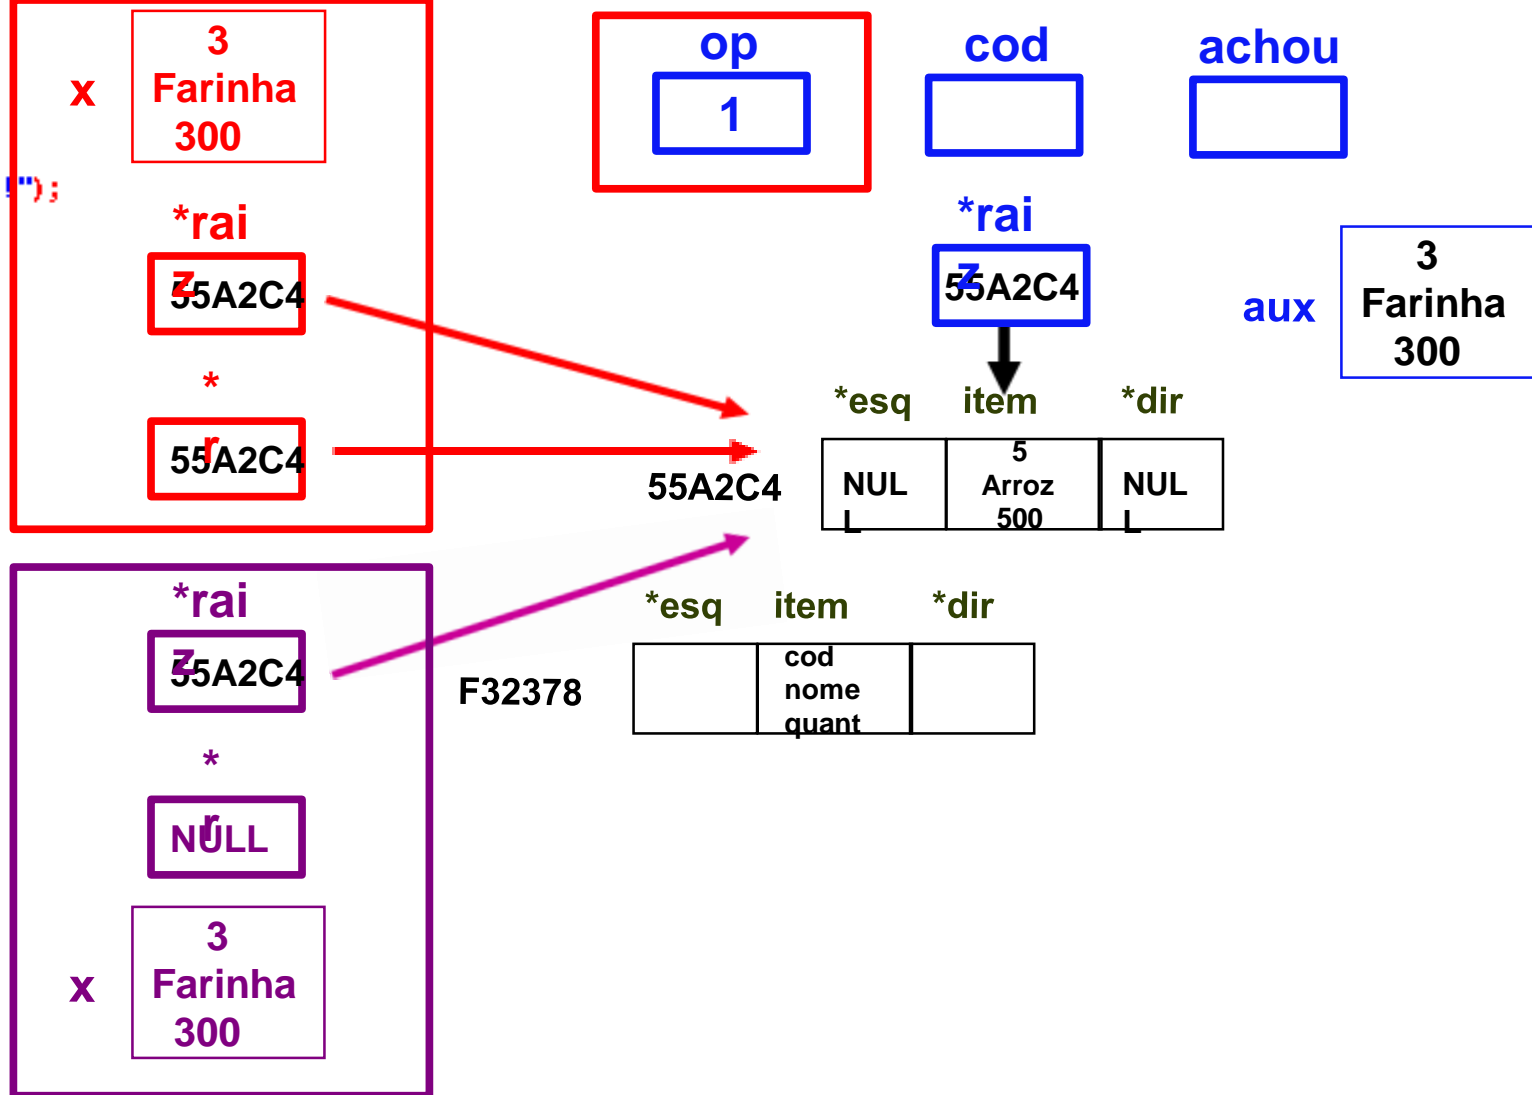 3
x Farinha
300
!");
*rai
z
55A2C4
*
r
55A2C4
op
1
cod
achou
*rai
z
55A2C4
aux
3
Farinha
300
*esq item *dir
55A2C4
NUL
L
5
Arroz
500
NUL
L
*esq item *dir
F32378
cod
nome
quant
*rai
z
55A2C4
*
r
NULL
3
x Farinha
300